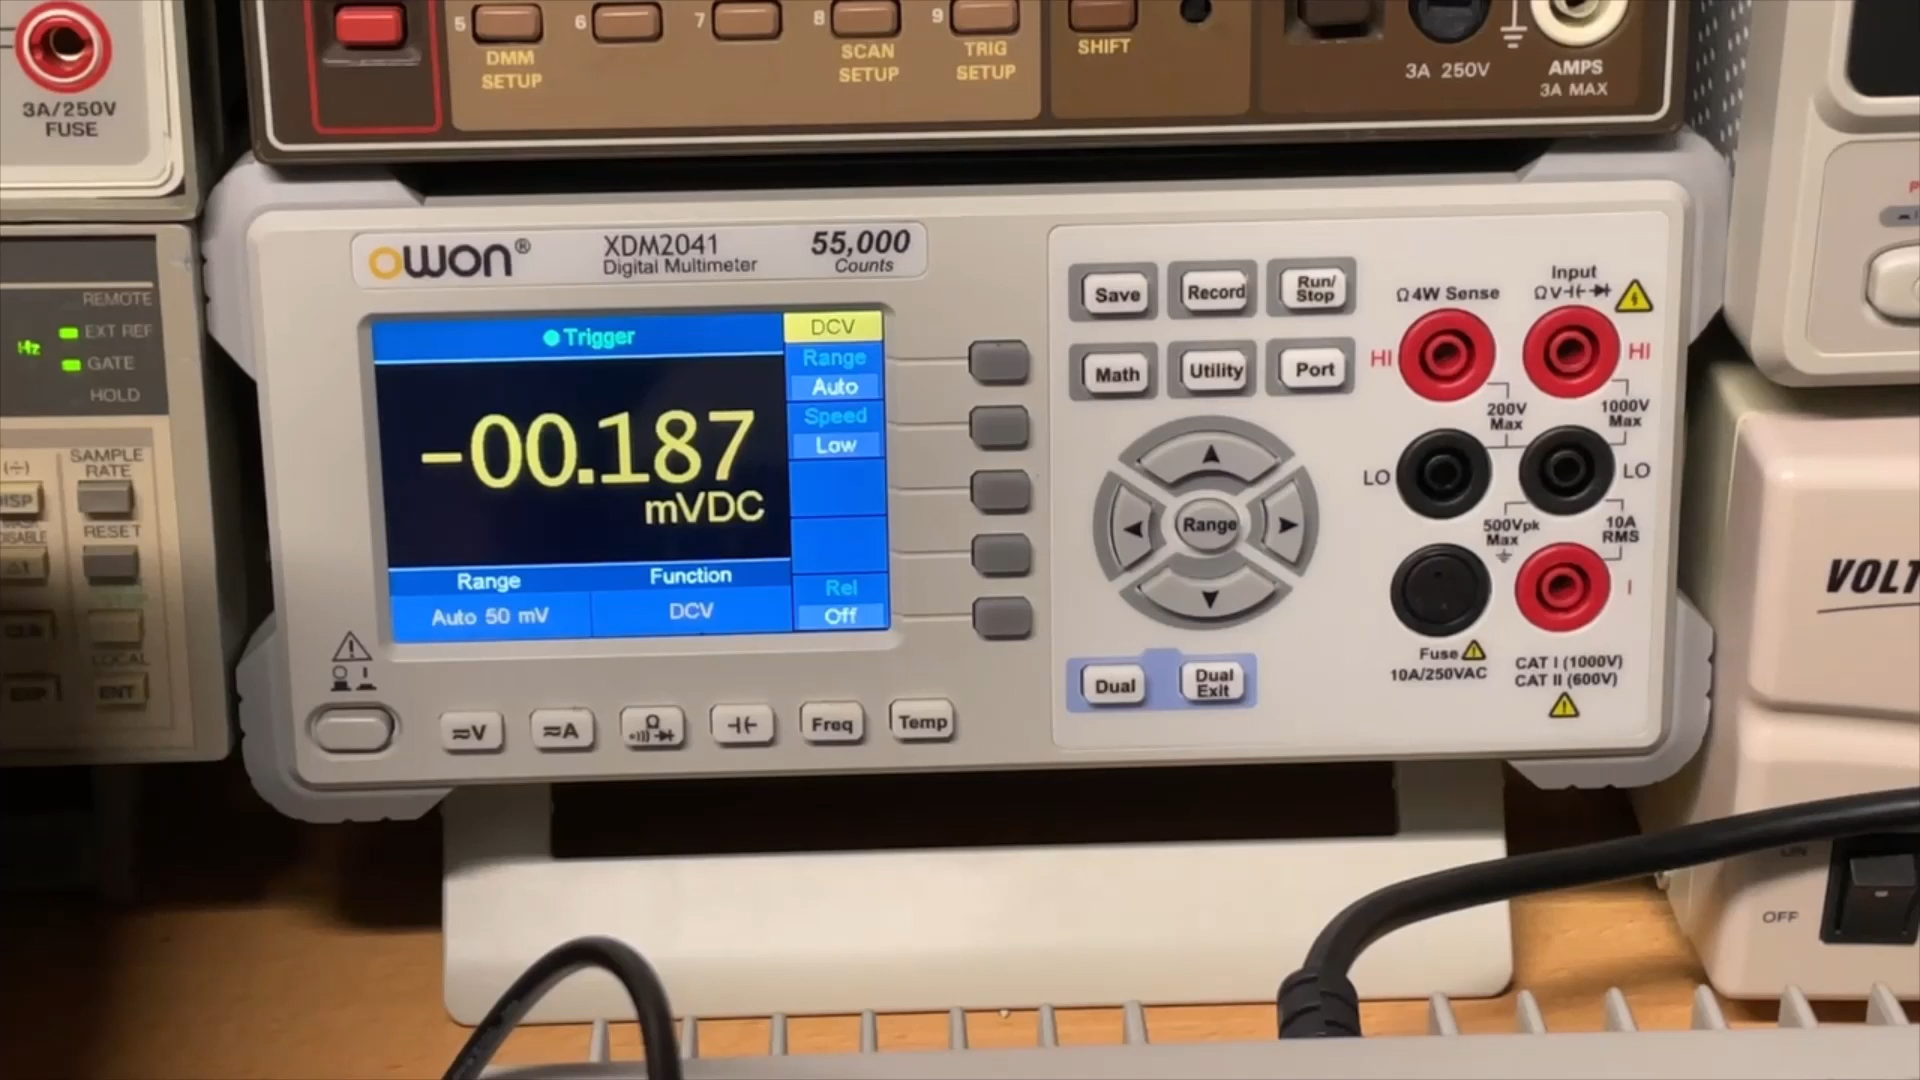 5
6
7
8
9
DMM
SETUP
SCAN
SETUP
TRIG
SETUP
SHIFT
3A 250V
AMPS
3A MAX
3A/250V
FUSE
REMOTE
EXT REF
GATE
HOLD
Hz
SAMPLE
RATE
RESET
LOCAL
ENT
owon®
XDM2041
Digital Multimeter
55,000
Counts
Trigger
DCV
Range
Auto
Speed
Low
-00.187
mVDC
Range
Function
Auto 50 mV
DCV
Rel
Off
≂V
≂A
Ω
Freq
Temp
Save
Record
Run/
Stop
Math
Utility
Port
Range
Dual
Dual
Exit
Ω4W Sense
Input
ΩV
HI
HI
200V
Max
1000V
Max
LO
LO
500Vpk
Max
10A
RMS
I
Fuse
10A/250VAC
CAT I (1000V)
CAT II (600V)
VOLT
OFF